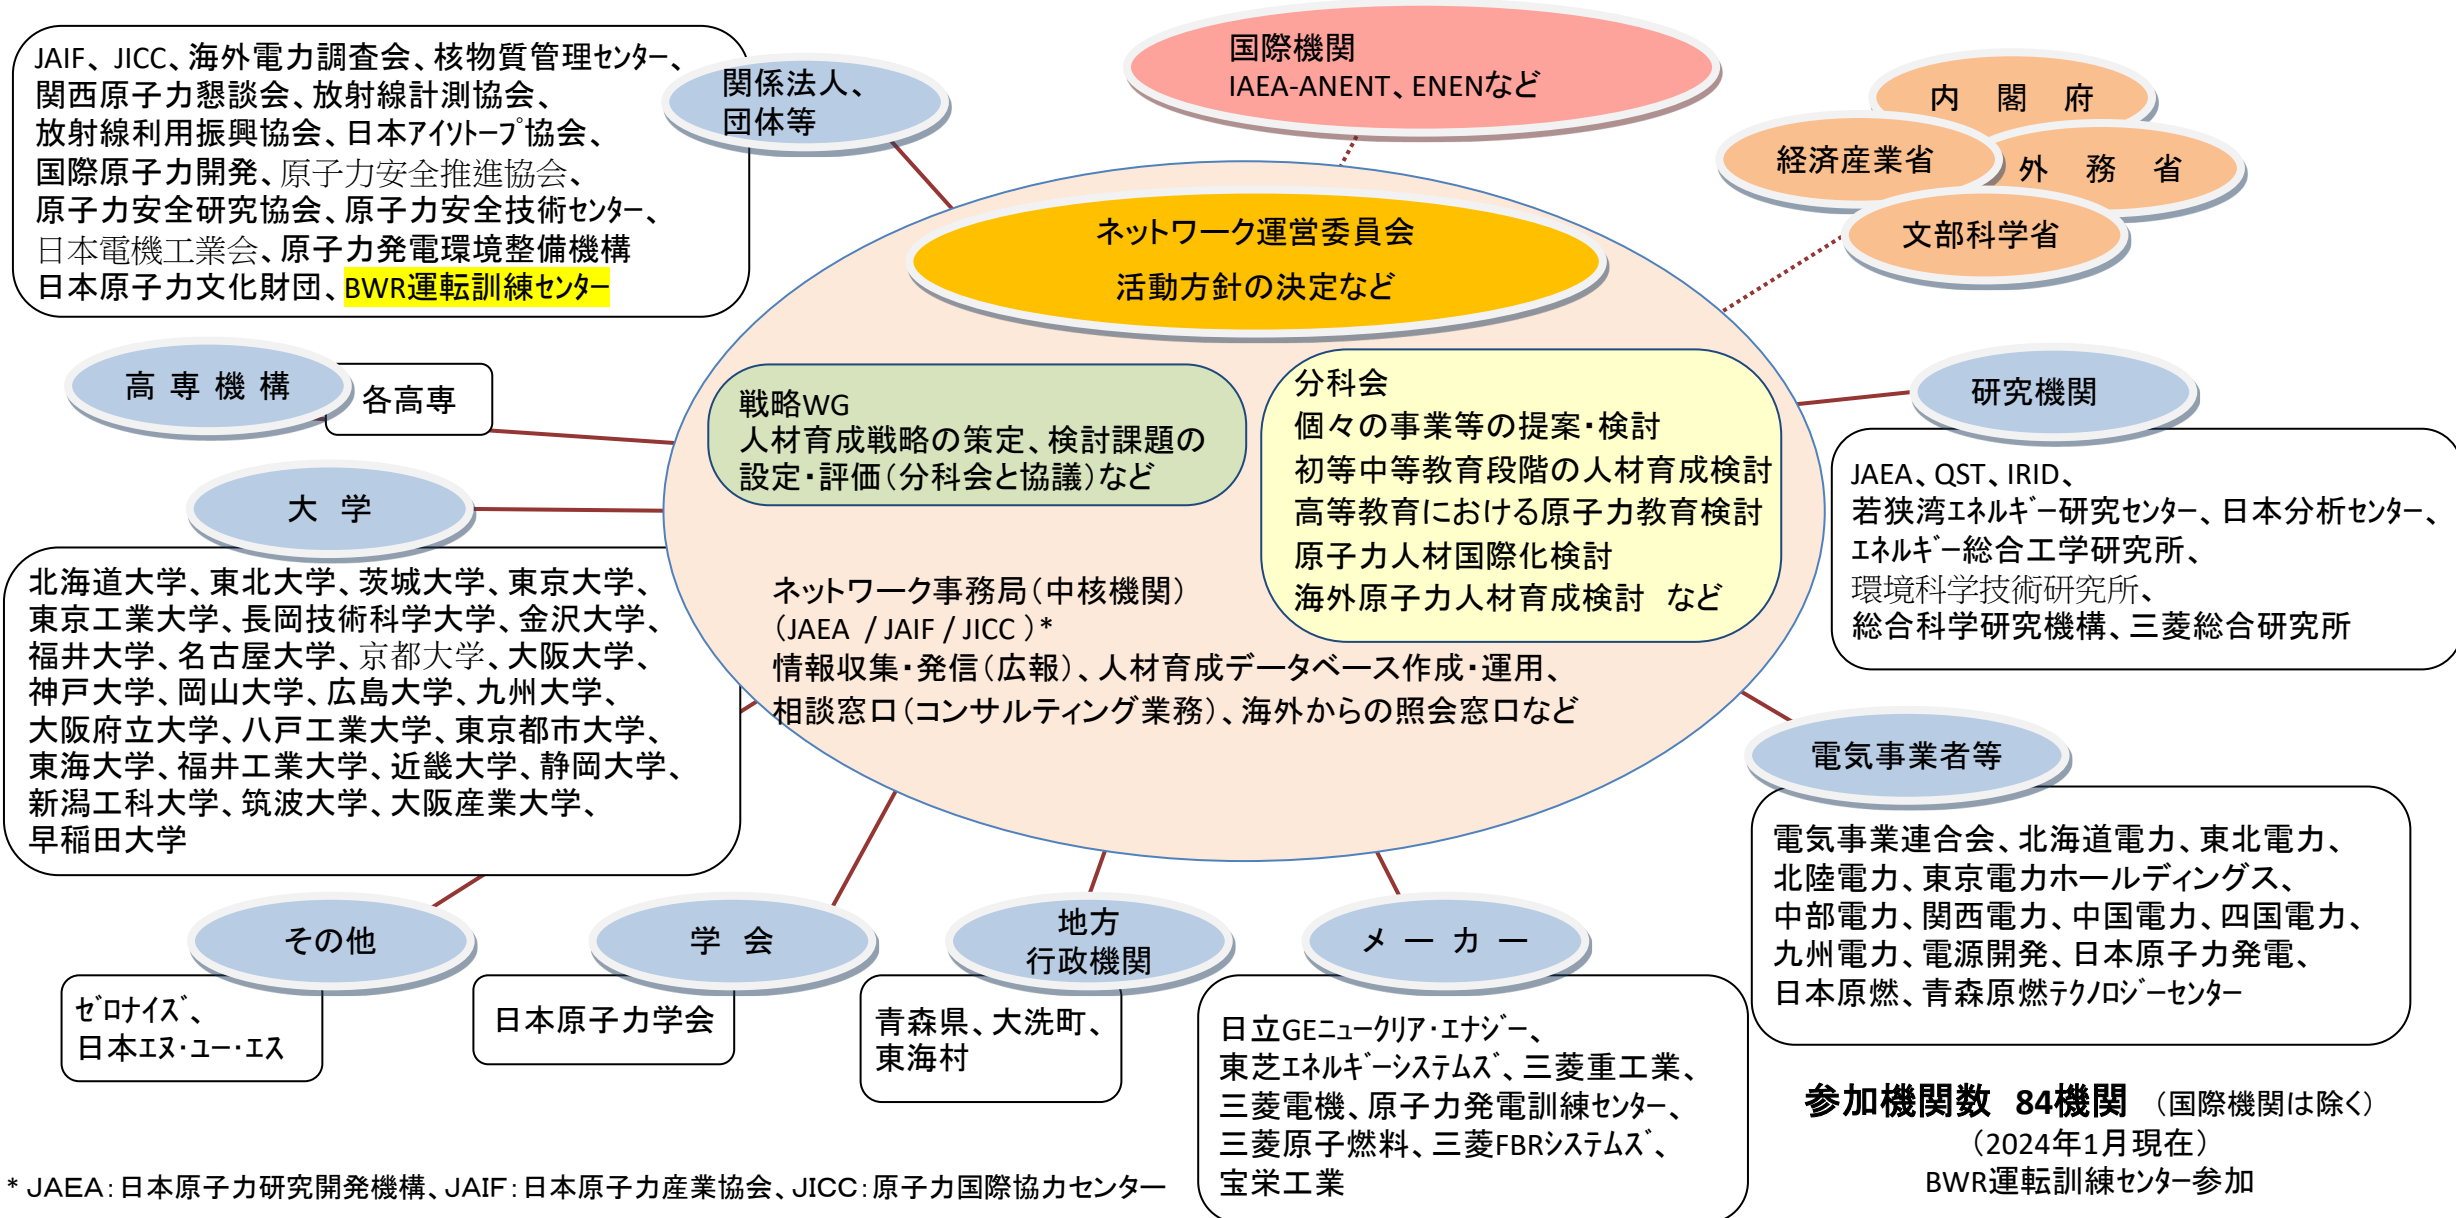 JAIF、JICC、海外電力調査会、核物質管理ｾﾝﾀｰ、
関西原子力懇談会、放射線計測協会、
放射線利用振興協会、日本ｱｲｿﾄｰﾌﾟ協会、
国際原子力開発、原子力安全推進協会、
原子力安全研究協会、原子力安全技術ｾﾝﾀｰ、
日本電機工業会、原子力発電環境整備機構
日本原子力文化財団、BWR運転訓練ｾﾝﾀｰ
関係法人、
団体等
国際機関
IAEA-ANENT、ENENなど
内　閣　府
経済産業省
外　務　省
文部科学省
ネットワーク運営委員会
活動方針の決定など
高 専 機 構
各高専
戦略WG
人材育成戦略の策定、検討課題の
設定・評価（分科会と協議）など
分科会
個々の事業等の提案・検討
初等中等教育段階の人材育成検討
高等教育における原子力教育検討
原子力人材国際化検討
海外原子力人材育成検討　など
研究機関
JAEA、QST、IRID、
若狭湾ｴﾈﾙｷﾞｰ研究ｾﾝﾀｰ、日本分析ｾﾝﾀｰ、
ｴﾈﾙｷﾞｰ総合工学研究所、
環境科学技術研究所、
総合科学研究機構、三菱総合研究所
大　学
北海道大学、東北大学、茨城大学、東京大学、
東京工業大学、長岡技術科学大学、金沢大学、
福井大学、名古屋大学、京都大学、大阪大学、
神戸大学、岡山大学、広島大学、九州大学、
大阪府立大学、八戸工業大学、東京都市大学、
東海大学、福井工業大学、近畿大学、静岡大学、
新潟工科大学、筑波大学、大阪産業大学、
早稲田大学
ネットワーク事務局（中核機関）
（JAEA / JAIF / JICC ）*
情報収集・発信（広報）、人材育成データベース作成・運用、
相談窓口（コンサルティング業務）、海外からの照会窓口など
電気事業者等
電気事業連合会、北海道電力、東北電力、
北陸電力、東京電力ホールディングス、
中部電力、関西電力、中国電力、四国電力、
九州電力、電源開発、日本原子力発電、
日本原燃、青森原燃ﾃｸﾉﾛｼﾞｰｾﾝﾀｰ
その他
ｾﾞﾛﾅｲｽﾞ、
日本ｴﾇ・ﾕｰ・ｴｽ
学　会
日本原子力学会
地方
行政機関
青森県、大洗町、
東海村
メ ー カ ー
日立GEﾆｭｰｸﾘｱ・ｴﾅｼﾞｰ、
東芝ｴﾈﾙｷﾞｰｼｽﾃﾑｽﾞ、三菱重工業、
三菱電機、原子力発電訓練ｾﾝﾀｰ、
三菱原子燃料、三菱FBRｼｽﾃﾑｽﾞ、
宝栄工業
参加機関数　84機関　（国際機関は除く）
（2024年1月現在）
BWR運転訓練ｾﾝﾀｰ参加
* JAEA：日本原子力研究開発機構、JAIF：日本原子力産業協会、JICC：原子力国際協力センター